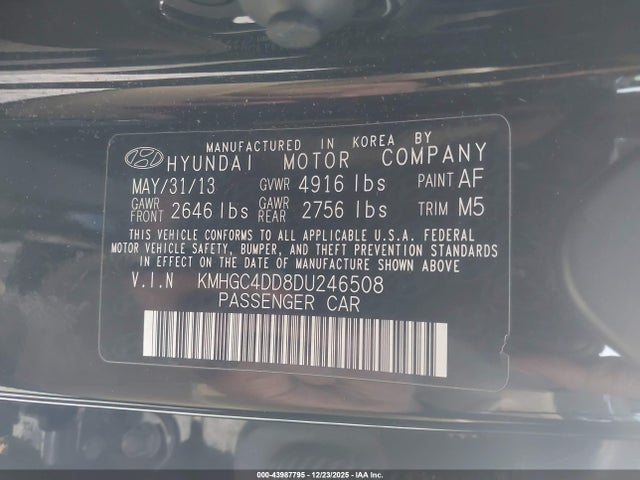 MANUFACTURED IN KOREA BY
HYUNDAI MOTOR COMPANY
MAY/31/13 GVWR 4916 lbs PAINT AF
GAWR FRONT 2646 lbs GAWR REAR 2756 lbs TRIM M5
THIS VEHICLE CONFORMS TO ALL APPLICABLE U.S.A. FEDERAL
MOTOR VEHICLE SAFETY, BUMPER, AND THEFT PREVENTION STANDARDS
IN EFFECT ON THE DATE OF MANUFACTURE SHOWN ABOVE
V.I.N KMHGC4DD8DU246508
PASSENGER CAR
000-43987795 - 12/23/2025 - IAA Inc.